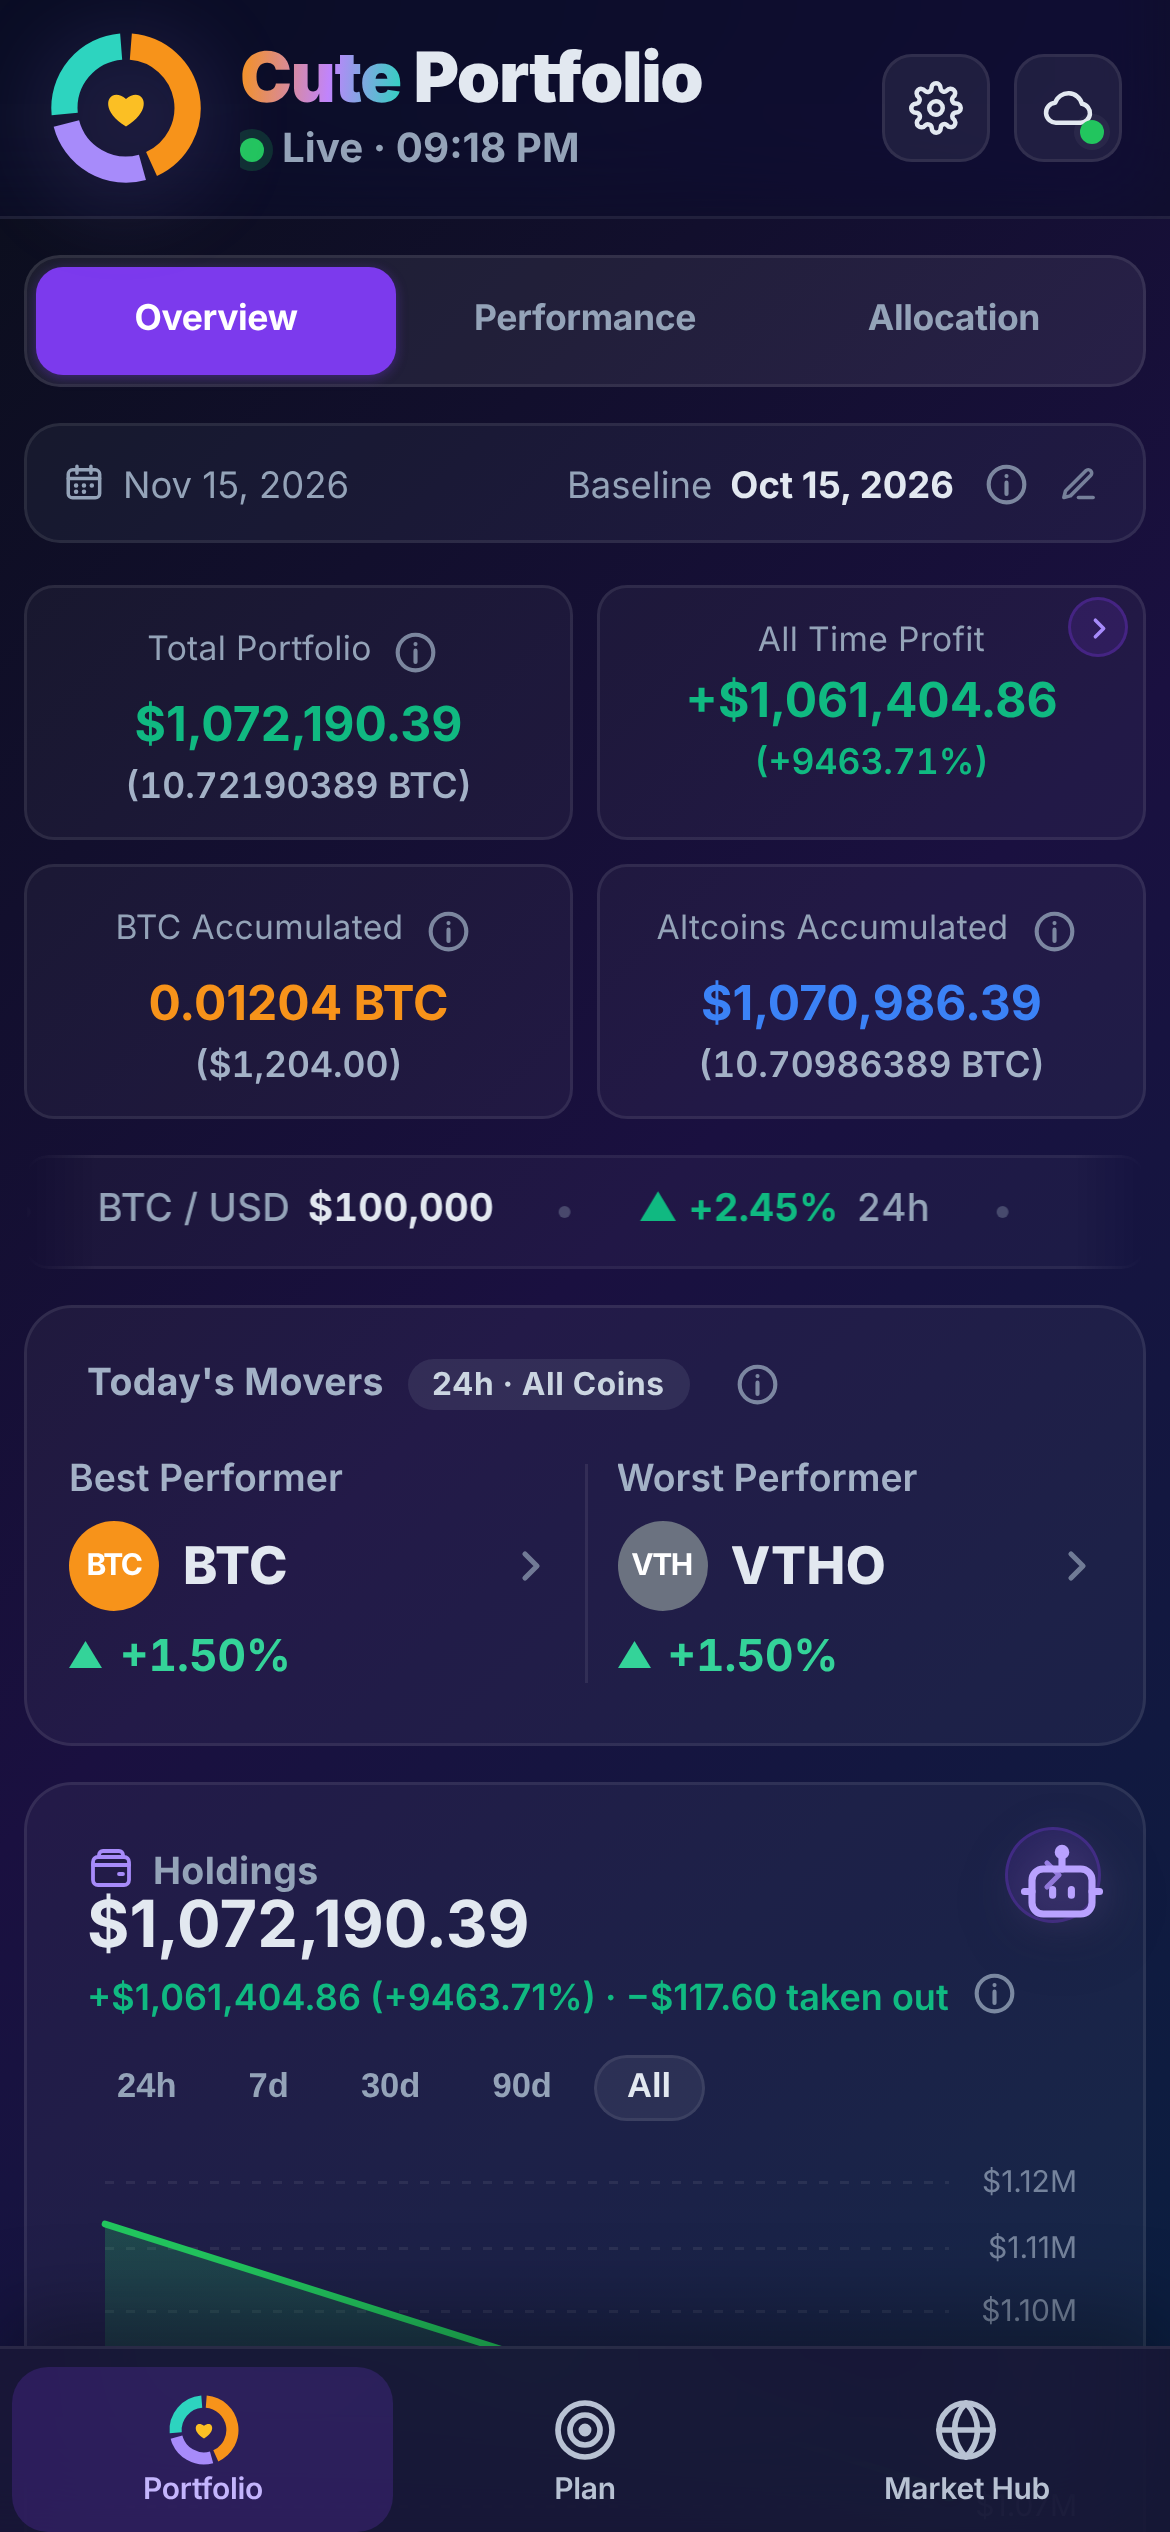 Cute Portfolio
Live · 09:18 PM
Overview Performance Allocation
Nov 15, 2026 Baseline Oct 15, 2026
Total Portfolio
$1,072,190.39
(10.72190389 BTC)
All Time Profit
+$1,061,404.86
(+9463.71%)
BTC Accumulated
0.01204 BTC
($1,204.00)
Altcoins Accumulated
$1,070,986.39
(10.70986389 BTC)
BTC / USD $100,000 • ▲ +2.45% 24h •
Today's Movers 24h · All Coins
Best Performer
BTC BTC
▲ +1.50%
Worst Performer
VTH VTHO
▲ +1.50%
Holdings
$1,072,190.39
+$1,061,404.86 (+9463.71%) · −$117.60 taken out
24h 7d 30d 90d All
$1.12M
$1.11M
$1.10M
$1.07M
Portfolio Plan Market Hub